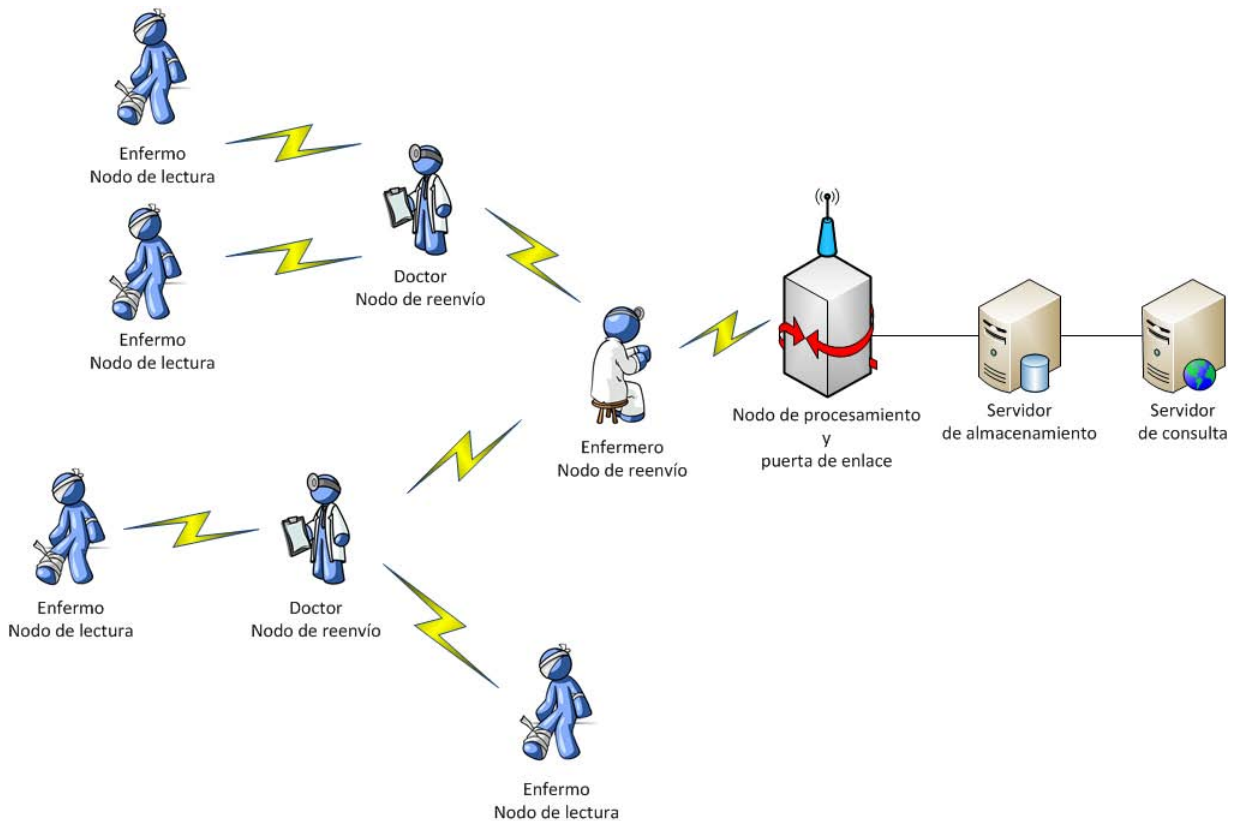 Enfermo
Nodo de lectura
Doctor
Nodo de reenvío
Enfermo
Nodo de lectura
Enfermero
Nodo de reenvío
Nodo de procesamiento
y
puerta de enlace
Servidor
de almacenamiento
Servidor
de consulta
Enfermo
Nodo de lectura
Doctor
Nodo de reenvío
Enfermo
Nodo de lectura